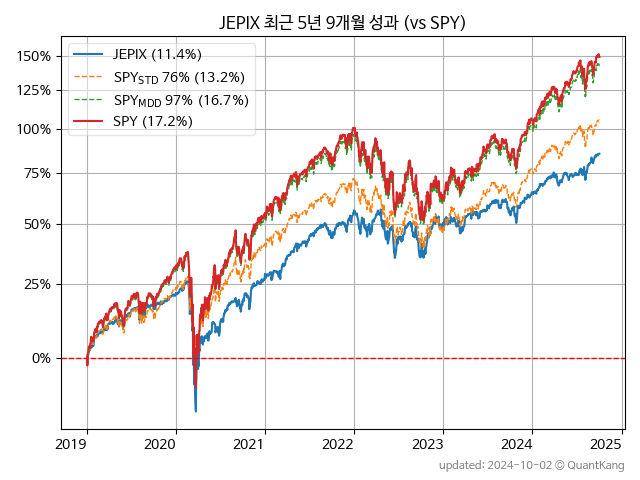 JEPIX 최근 5년 9개월 성과 (vs SPY)
JEPIX (11.4%)
SPY_STD 76% (13.2%)
SPY_MDD 97% (16.7%)
SPY (17.2%)
150%
125%
100%
75%
50%
25%
0%
2019 2020 2021 2022 2023 2024 2025
updated: 2024-10-02 © QuantKang